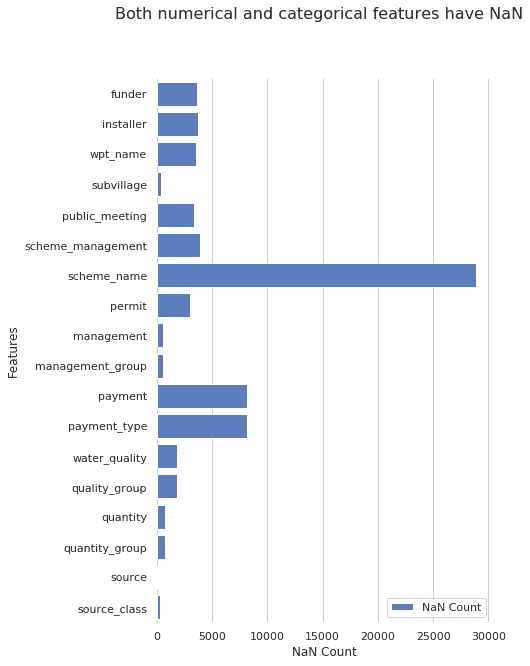 Both numerical and categorical features have NaN
funder
installer
wpt_name
subvillage
public_meeting
scheme_management
scheme_name
permit
management
management_group
payment
payment_type
water_quality
quality_group
quantity
quantity_group
source
source_class
Features
NaN Count
0 5000 10000 15000 20000 25000 30000
NaN Count